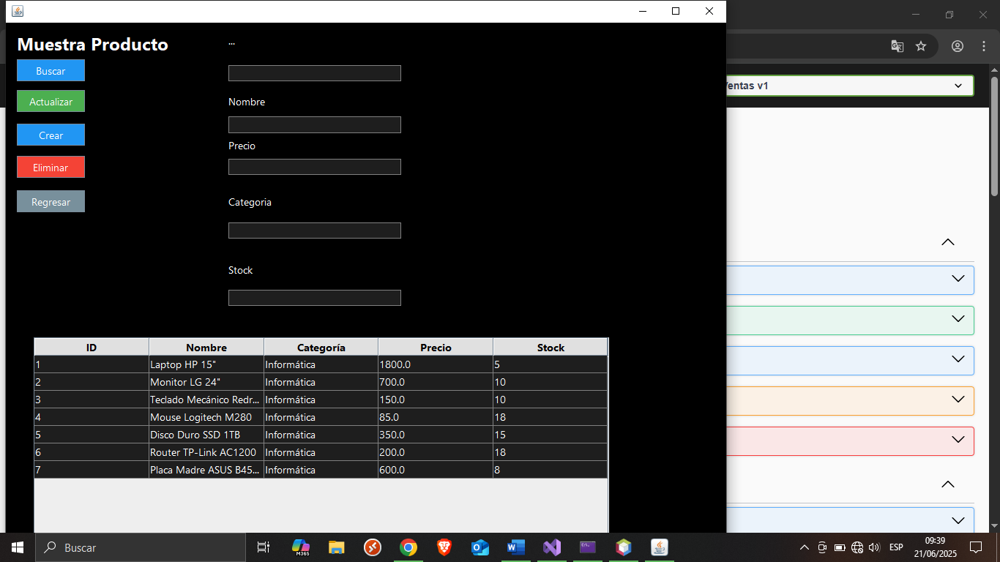 Muestra Producto
...
Buscar
Nombre
Actualizar
Crear
Precio
Eliminar
Regresar
Categoria
Stock
ID Nombre Categoría Precio Stock
1 Laptop HP 15" Informática 1800.0 5
2 Monitor LG 24" Informática 700.0 10
3 Teclado Mecánico Redr... Informática 150.0 10
4 Mouse Logitech M280 Informática 85.0 18
5 Disco Duro SSD 1TB Informática 350.0 15
6 Router TP-Link AC1200 Informática 200.0 18
7 Placa Madre ASUS B45... Informática 600.0 8
Ventas v1
Buscar
M365
ESP
09:39
21/06/2025